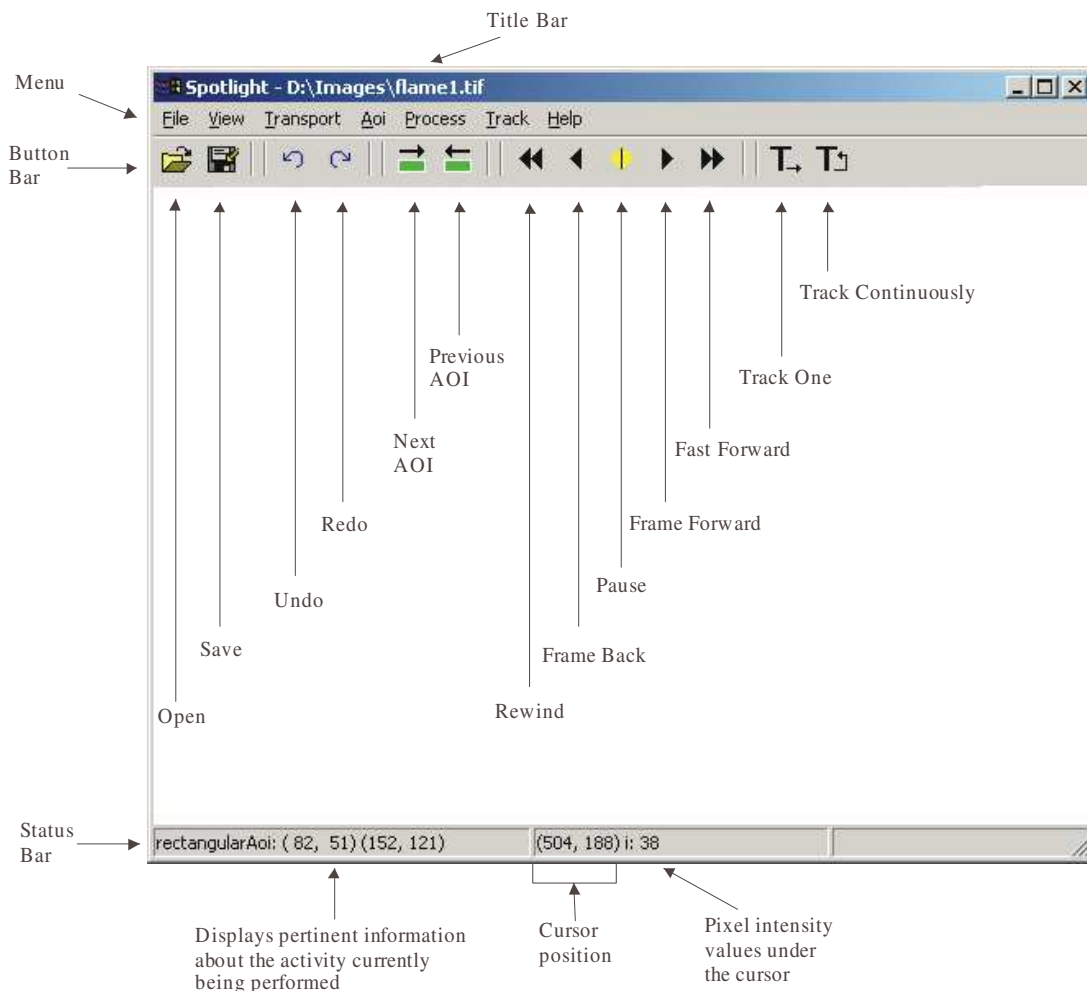 Title Bar
Menu
Spotlight - D:\Images\flame1.tif
File View Transport Aoi Process Track Help
Button
Bar
T T
Track Continuously
Previous
AOI
Track One
Next
AOI
Fast Forward
Redo
Frame Forward
Pause
Undo
Save
Frame Back
Open
Rewind
Status
Bar
rectangularAoi: ( 82, 51) (152, 121)
(504, 188) i: 38
Displays pertinent information
about the activity currently
being performed
Cursor
position
Pixel intensity
values under
the cursor